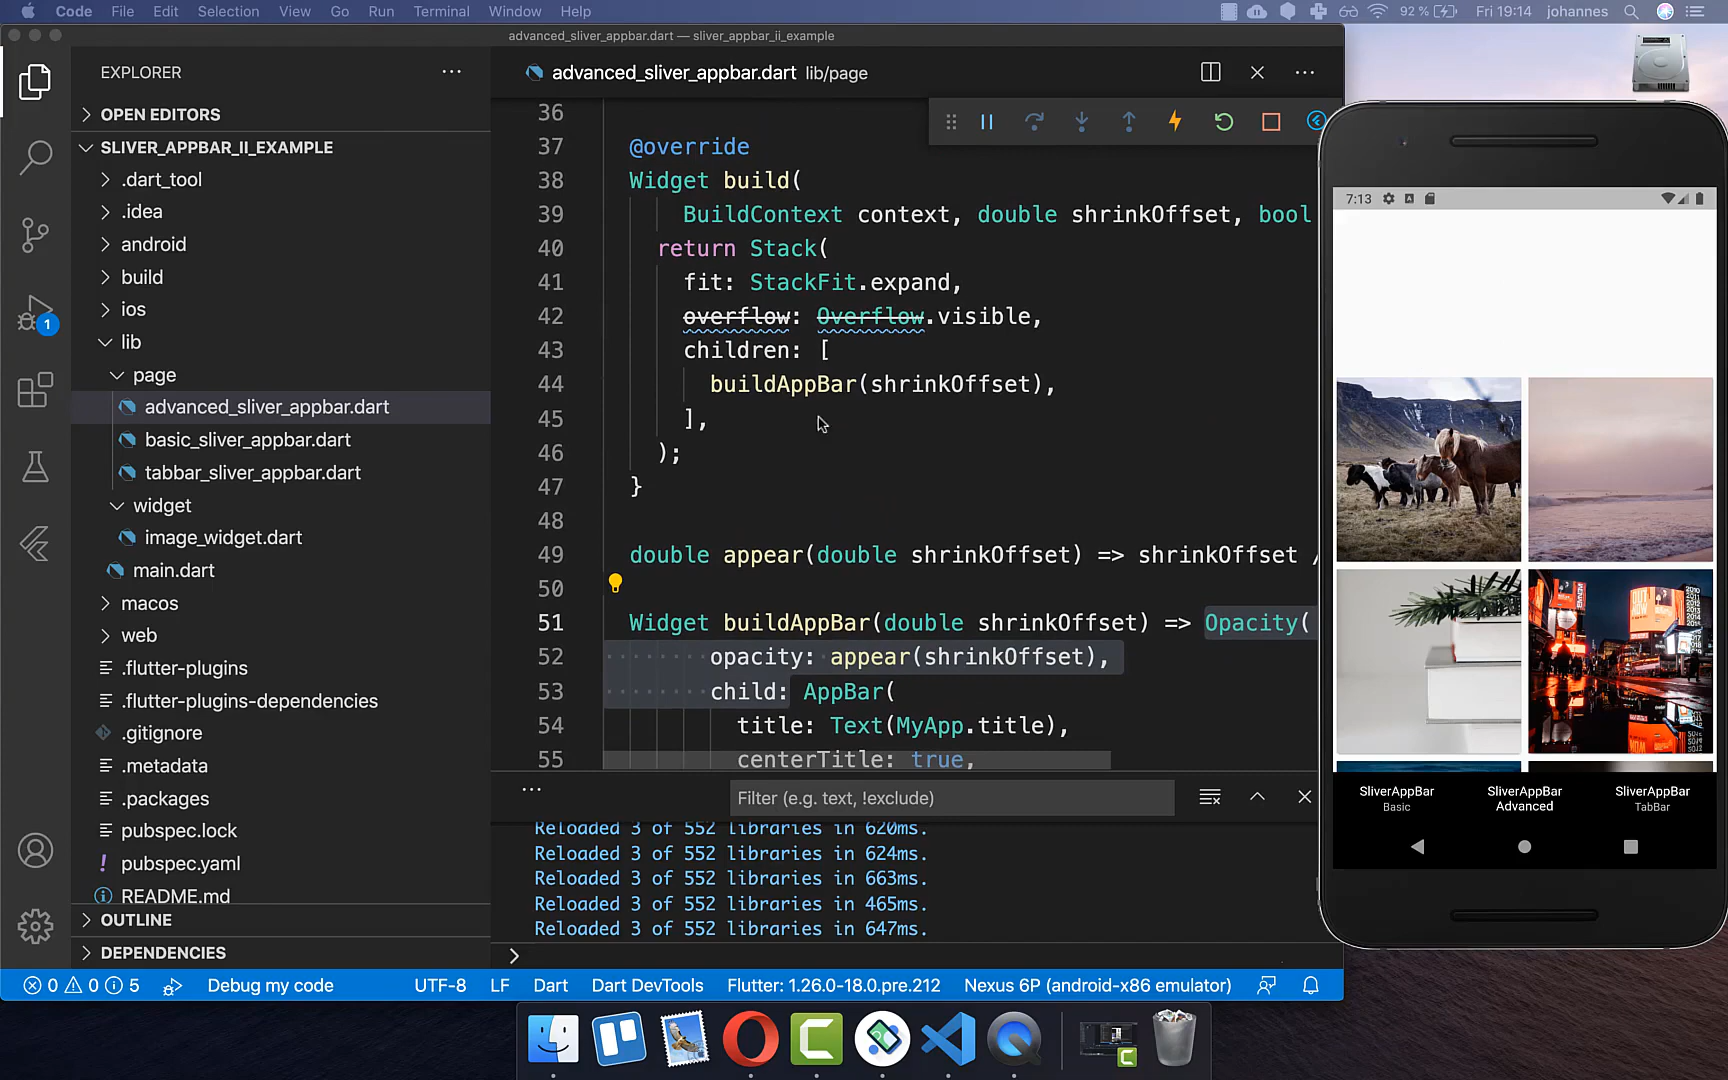 Code File Edit Selection View Go Run Terminal Window Help 92 % Fri 19:14 johannes
advanced_sliver_appbar.dart — sliver_appbar_ii_example
EXPLORER
OPEN EDITORS
SLIVER_APPBAR_II_EXAMPLE
.dart_tool
.idea
android
build
ios
lib
page
advanced_sliver_appbar.dart
basic_sliver_appbar.dart
tabbar_sliver_appbar.dart
widget
image_widget.dart
main.dart
macos
web
.flutter-plugins
.flutter-plugins-dependencies
.gitignore
.metadata
.packages
pubspec.lock
! pubspec.yaml
README.md
OUTLINE
DEPENDENCIES
1
advanced_sliver_appbar.dart lib/page
36
37 @override
38 Widget build(
39 BuildContext context, double shrinkOffset, bool
40 return Stack(
41 fit: StackFit.expand,
42 overflow: Overflow.visible,
43 children: [
44 buildAppBar(shrinkOffset),
45 ],
46 );
47 }
48
49 double appear(double shrinkOffset) => shrinkOffset /
50
51 Widget buildAppBar(double shrinkOffset) => Opacity(
52 opacity: appear(shrinkOffset),
53 child: AppBar(
54 title: Text(MyApp.title),
55 centerTitle: true,
Filter (e.g. text, !exclude)
Reloaded 3 of 552 libraries in 620ms.
Reloaded 3 of 552 libraries in 624ms.
Reloaded 3 of 552 libraries in 663ms.
Reloaded 3 of 552 libraries in 465ms.
Reloaded 3 of 552 libraries in 647ms.
0 0 5 Debug my code UTF-8 LF Dart Dart DevTools Flutter: 1.26.0-18.0.pre.212 Nexus 6P (android-x86 emulator)
7:13
SliverAppBar
Basic
SliverAppBar
Advanced
SliverAppBar
TabBar